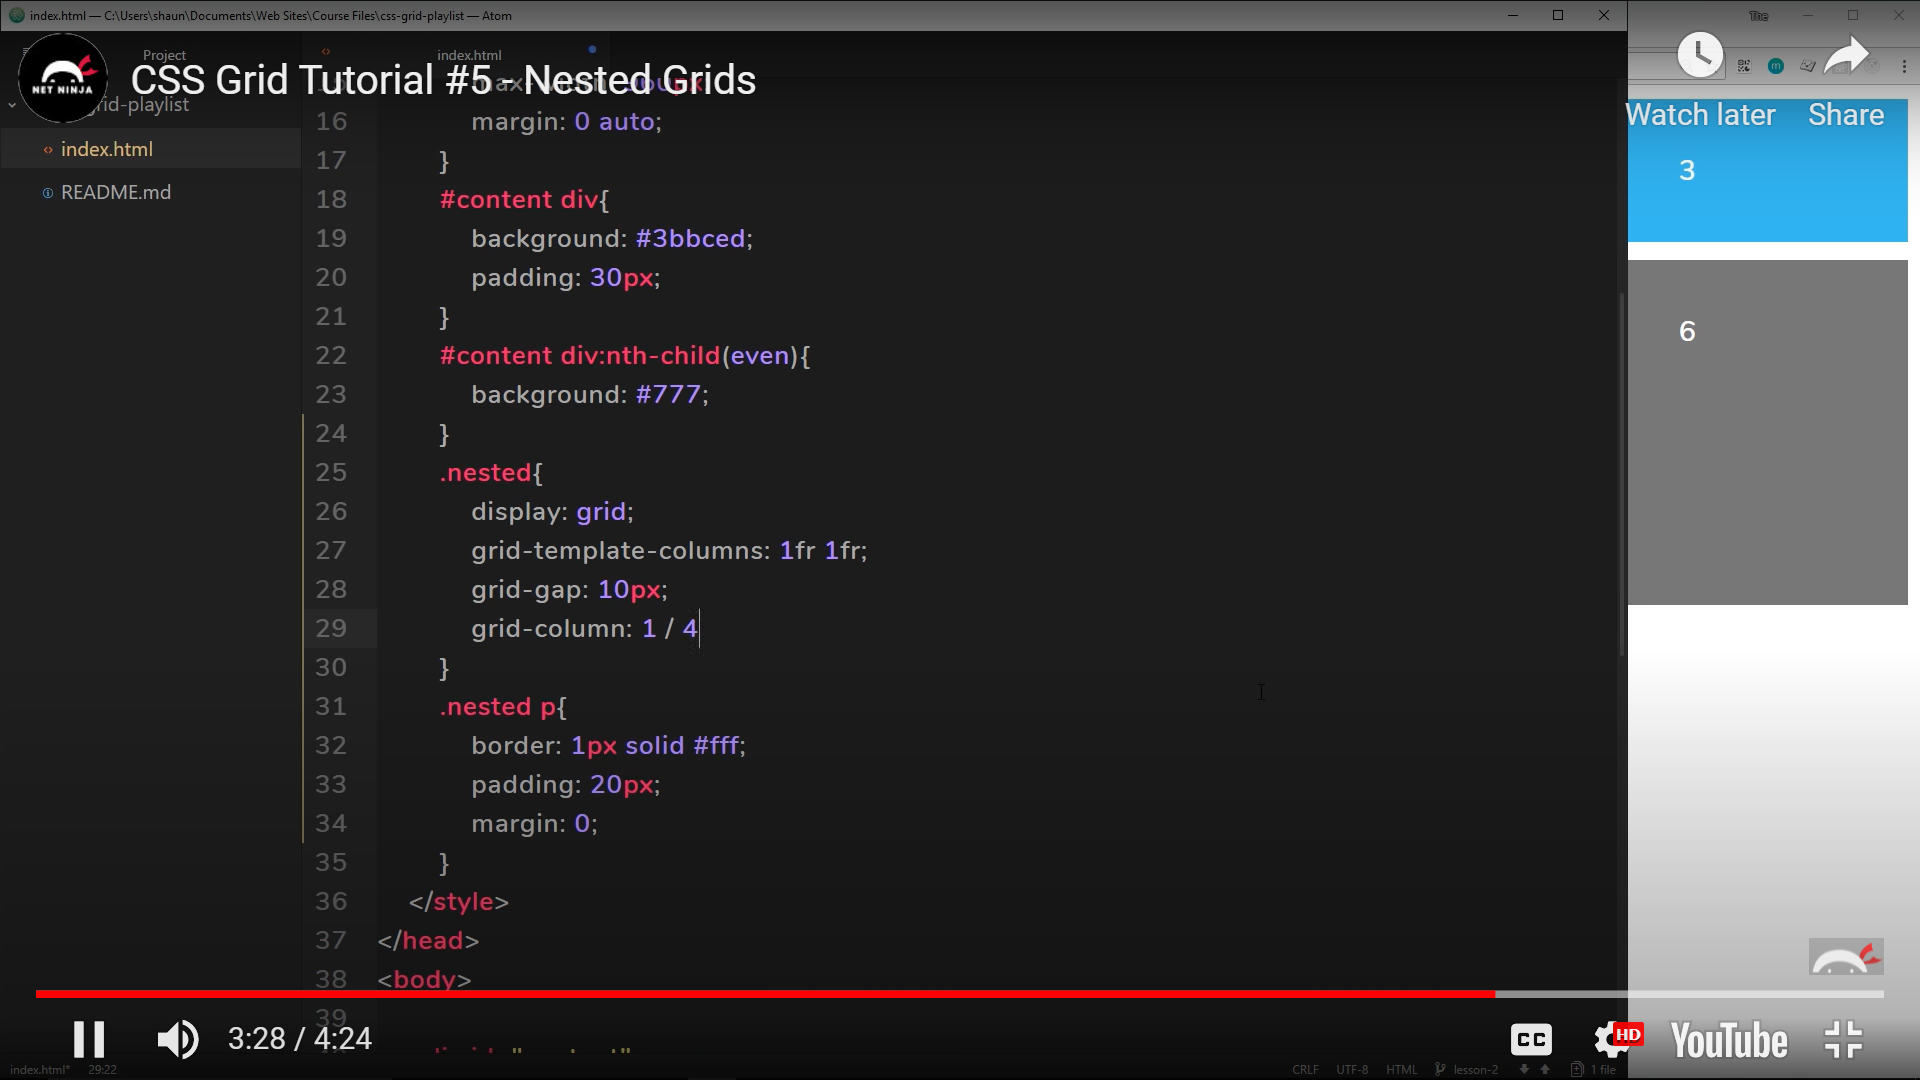 index.html — C:\Users\shaun\Documents\Web Sites\Course Files\css-grid-playlist — Atom
The
Project
index.html
NET NINJA
CSS Grid Tutorial #5 - Nested Grids
Watch later
Share
index.html
README.md
16 margin: 0 auto;
17 }
18 #content div{
19 background: #3bbced;
20 padding: 30px;
21 }
22 #content div:nth-child(even){
23 background: #777;
24 }
25 .nested{
26 display: grid;
27 grid-template-columns: 1fr 1fr;
28 grid-gap: 10px;
29 grid-column: 1 / 4
30 }
31 .nested p{
32 border: 1px solid #fff;
33 padding: 20px;
34 margin: 0;
35 }
36 </style>
37 </head>
38 <body>
39
3
6
3:28 / 4:24
CC
HD
YouTube
index.html* 29:22
CRLF UTF-8 HTML lesson-2 1 file